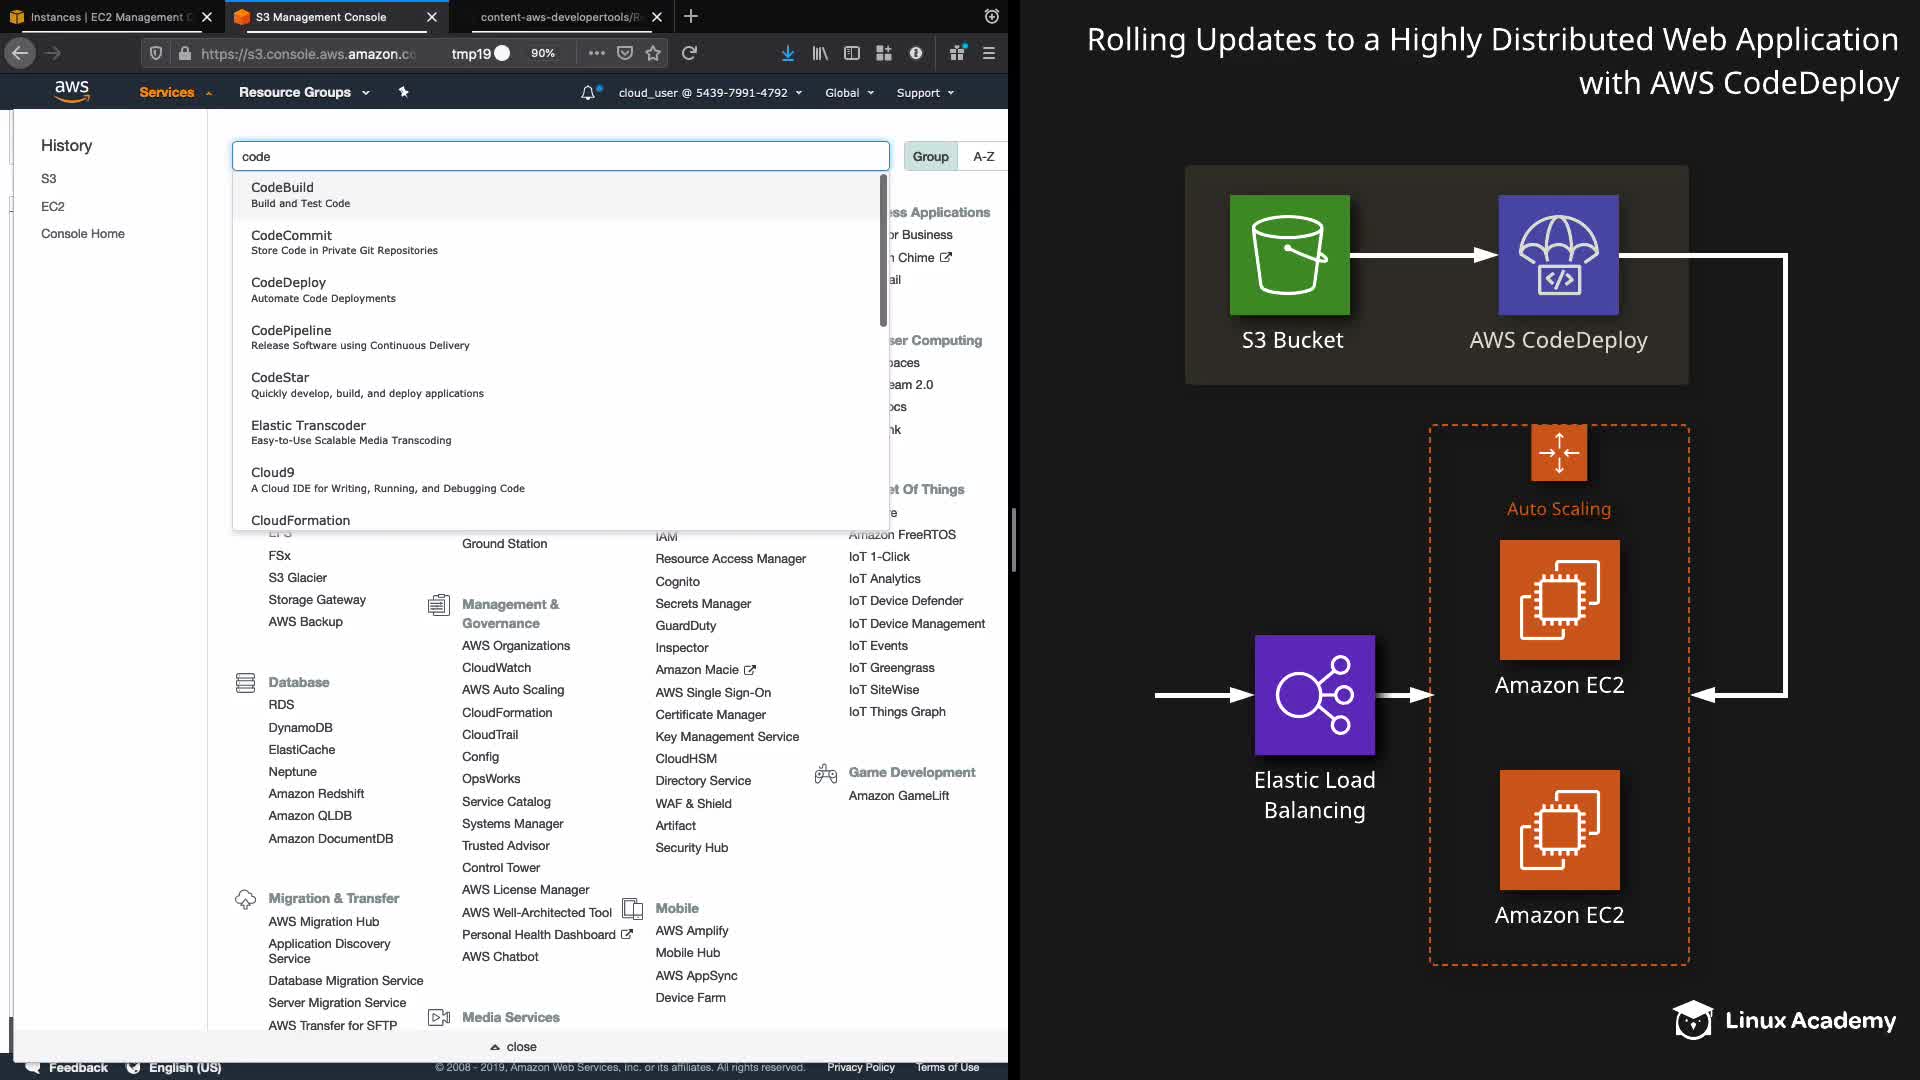 Instances | EC2 Management
S3 Management Console
content-aws-developertools/R
https://s3.console.aws.amazon.co
tmp19
90%
aws
Services
Resource Groups
cloud_user @ 5439-7991-4792
Global
Support
History
S3
EC2
Console Home
code
Group
A-Z
CodeBuild
Build and Test Code
CodeCommit
Store Code in Private Git Repositories
CodeDeploy
Automate Code Deployments
CodePipeline
Release Software using Continuous Delivery
CodeStar
Quickly develop, build, and deploy applications
Elastic Transcoder
Easy-to-Use Scalable Media Transcoding
Cloud9
A Cloud IDE for Writing, Running, and Debugging Code
CloudFormation
EFS
FSx
S3 Glacier
Storage Gateway
AWS Backup
Database
RDS
DynamoDB
ElastiCache
Neptune
Amazon Redshift
Amazon QLDB
Amazon DocumentDB
Migration & Transfer
AWS Migration Hub
Application Discovery
Service
Database Migration Service
Server Migration Service
AWS Transfer for SFTP
Ground Station
Management &
Governance
AWS Organizations
CloudWatch
AWS Auto Scaling
CloudFormation
CloudTrail
Config
OpsWorks
Service Catalog
Systems Manager
Trusted Advisor
Control Tower
AWS License Manager
AWS Well-Architected Tool
Personal Health Dashboard
AWS Chatbot
Media Services
IAM
Resource Access Manager
Cognito
Secrets Manager
GuardDuty
Inspector
Amazon Macie
AWS Single Sign-On
Certificate Manager
Key Management Service
CloudHSM
Directory Service
WAF & Shield
Artifact
Security Hub
Mobile
AWS Amplify
Mobile Hub
AWS AppSync
Device Farm
ess Applications
or Business
n Chime
ail
ser Computing
paces
eam 2.0
ocs
nk
et Of Things
e
Amazon FreeRTOS
IoT 1-Click
IoT Analytics
IoT Device Defender
IoT Device Management
IoT Events
IoT Greengrass
IoT SiteWise
IoT Things Graph
Game Development
Amazon GameLift
close
Feedback
English (US)
© 2008 - 2019, Amazon Web Services, Inc. or its affiliates. All rights reserved.
Privacy Policy
Terms of Use
Rolling Updates to a Highly Distributed Web Application
with AWS CodeDeploy
S3 Bucket
AWS CodeDeploy
Auto Scaling
Amazon EC2
Elastic Load
Balancing
Amazon EC2
Linux Academy